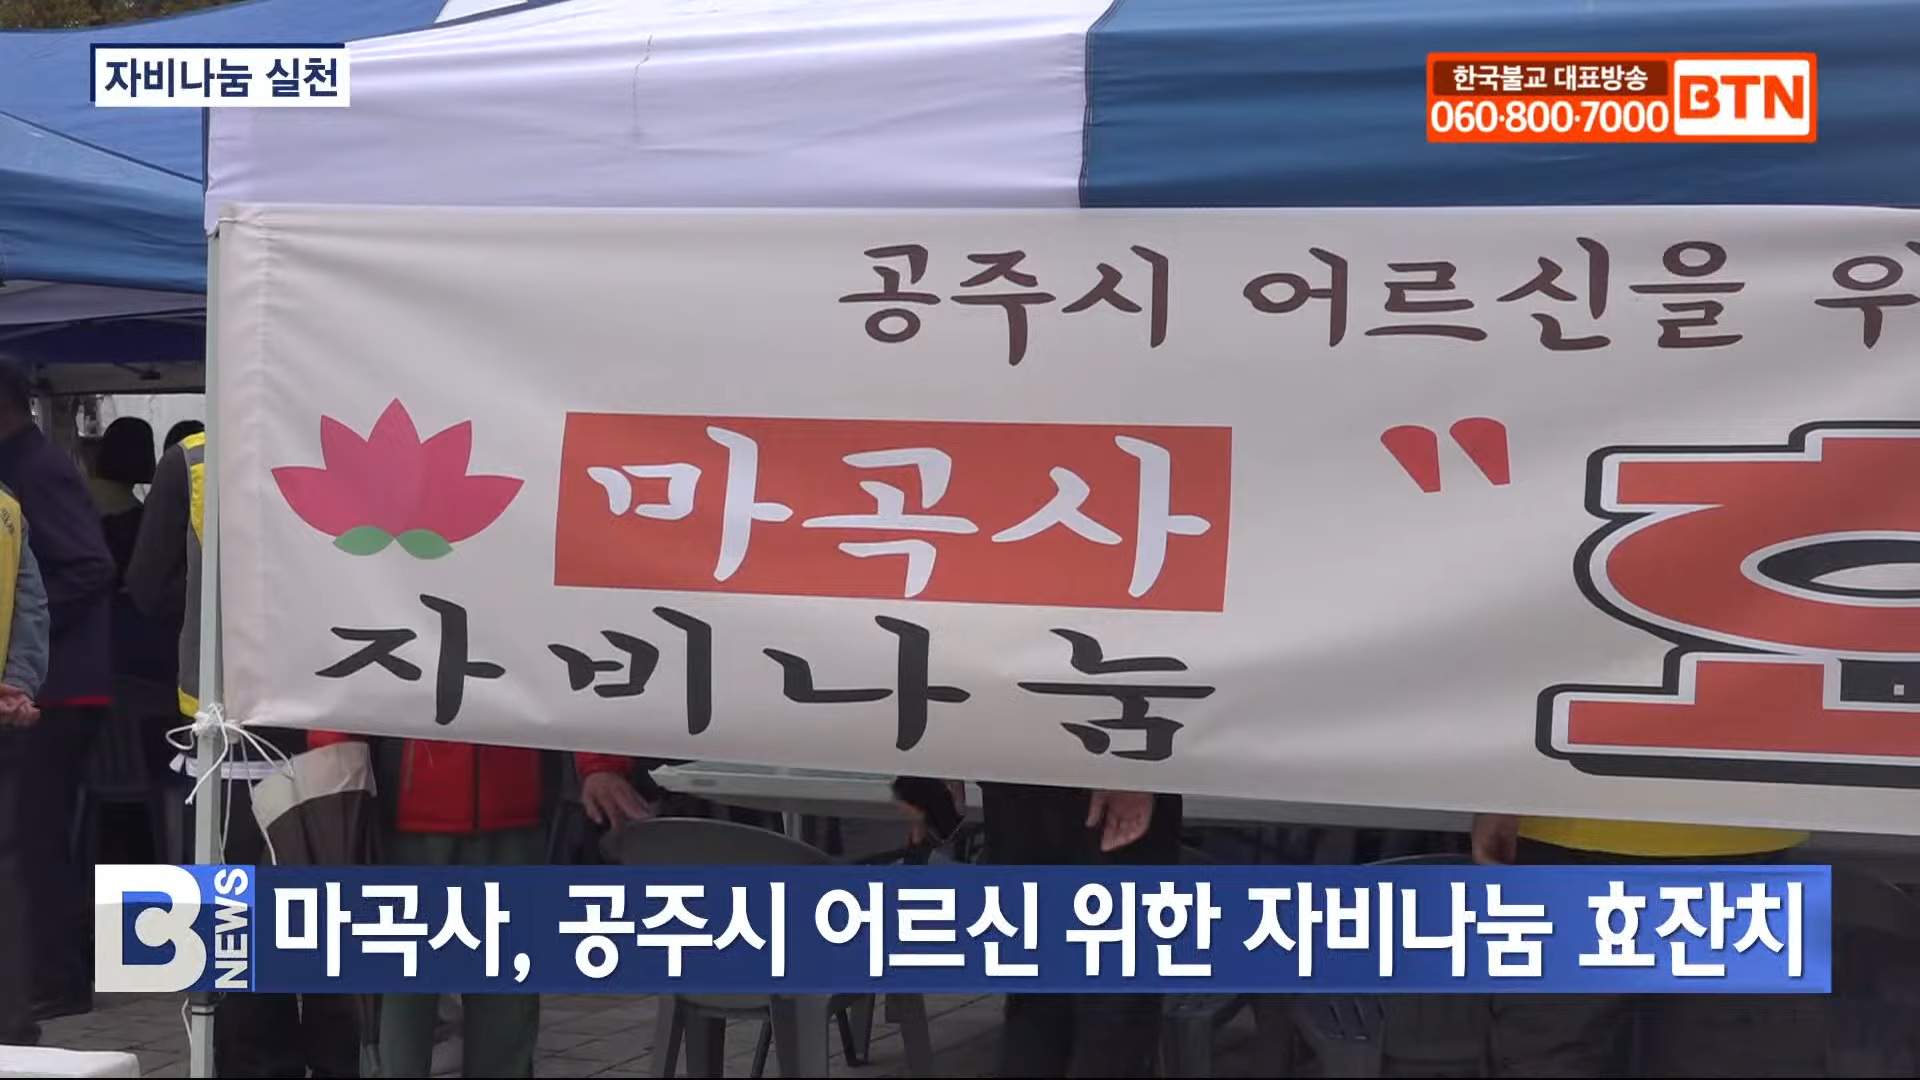 자비나눔 실천
한국불교 대표방송
060·800·7000
BTN
공주시 어르신을
마곡사
"
자비나눔
B NEWS
마곡사, 공주시 어르신 위한 자비나눔 효잔치